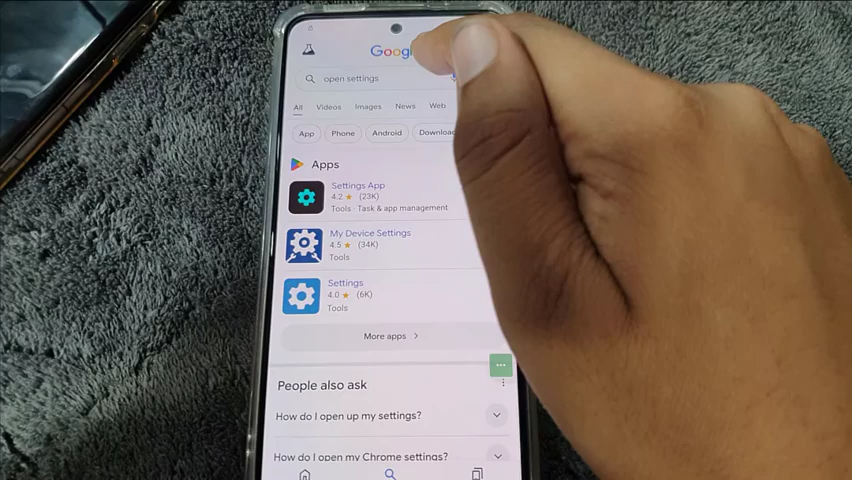 Googl
open settings
All Videos Images News Web
App Phone Android Download
Apps
Settings App
4.2 ★ (23K)
Tools · Task & app management
My Device Settings
4.5 ★ (34K)
Tools
Settings
4.0 ★ (6K)
Tools
More apps
People also ask
How do I open up my settings?
How do I open my Chrome settings?